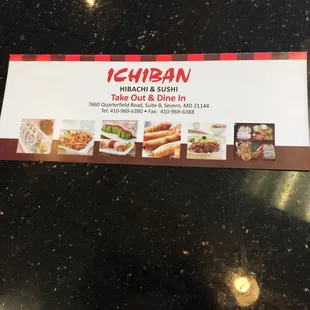 ICHIBAN
HIBACHI & SUSHI
Take Out & Dine In
7860 Quarterfield Road, Suite B, Severn, MD 21144
Tel: 410-969-6380 • Fax: 410-969-6388